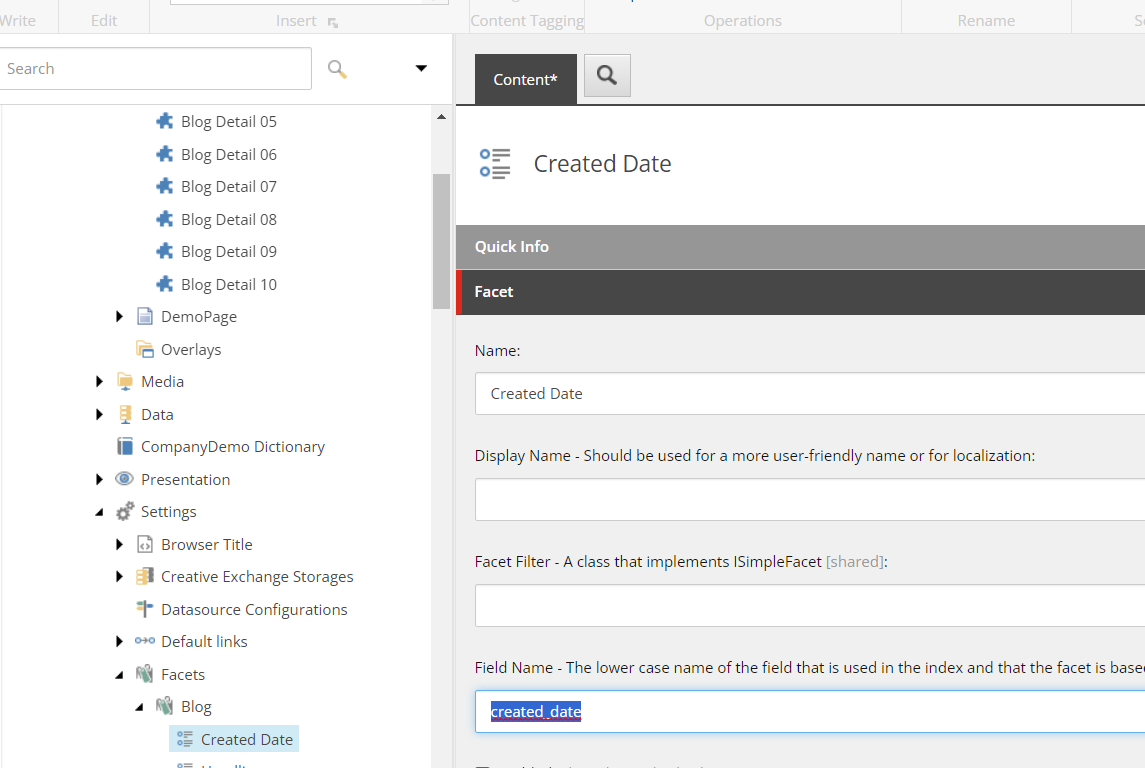 Write
Edit
Insert
Content Tagging
Operations
Rename
Search
Blog Detail 05
Blog Detail 06
Blog Detail 07
Blog Detail 08
Blog Detail 09
Blog Detail 10
DemoPage
Overlays
Media
Data
CompanyDemo Dictionary
Presentation
Settings
Browser Title
Creative Exchange Storages
Datasource Configurations
Default links
Facets
Blog
Created Date
Content*
Created Date
Quick Info
Facet
Name:
Created Date
Display Name - Should be used for a more user-friendly name or for localization:
Facet Filter - A class that implements ISimpleFacet [shared]:
Field Name - The lower case name of the field that is used in the index and that the facet is base
created_date